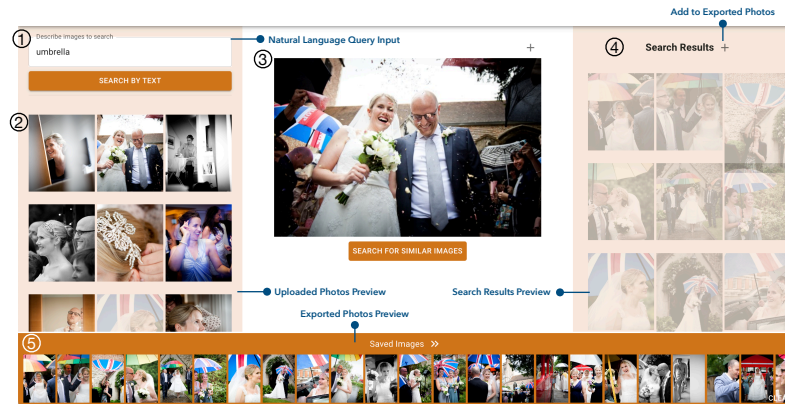 Add to Exported Photos
① Describe images to search
umbrella
Natural Language Query Input
SEARCH BY TEXT
②
③
+
④ Search Results +
SEARCH FOR SIMILAR IMAGES
Uploaded Photos Preview
Search Results Preview
Exported Photos Preview
⑤ Saved Images »
CLEA